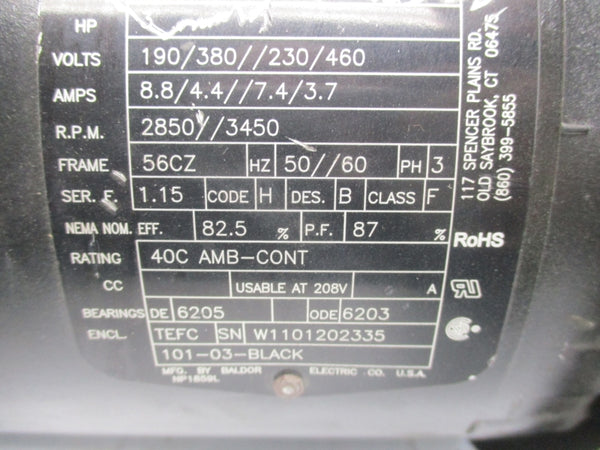 HP
VOLTS 190/380//230/460
AMPS 8.8/4.4//7.4/3.7
R.P.M. 2850//3450
FRAME 56CZ HZ 50//60 PH 3
SER. F. 1.15 CODE H DES. B CLASS F
NEMA NOM. EFF. 82.5 % P.F. 87 %
RATING 40C AMB-CONT
CC USABLE AT 208V A
BEARINGS DE 6205 ODE 6203
ENCL. TEFC SN W1101202335
101-03-BLACK
MFG. BY BALDOR ELECTRIC CO. U.S.A.
NP1859L
117 SPENCER PLAINS RD.
OLD SAYBROOK, CT 06475
(860) 399-5855
RoHS